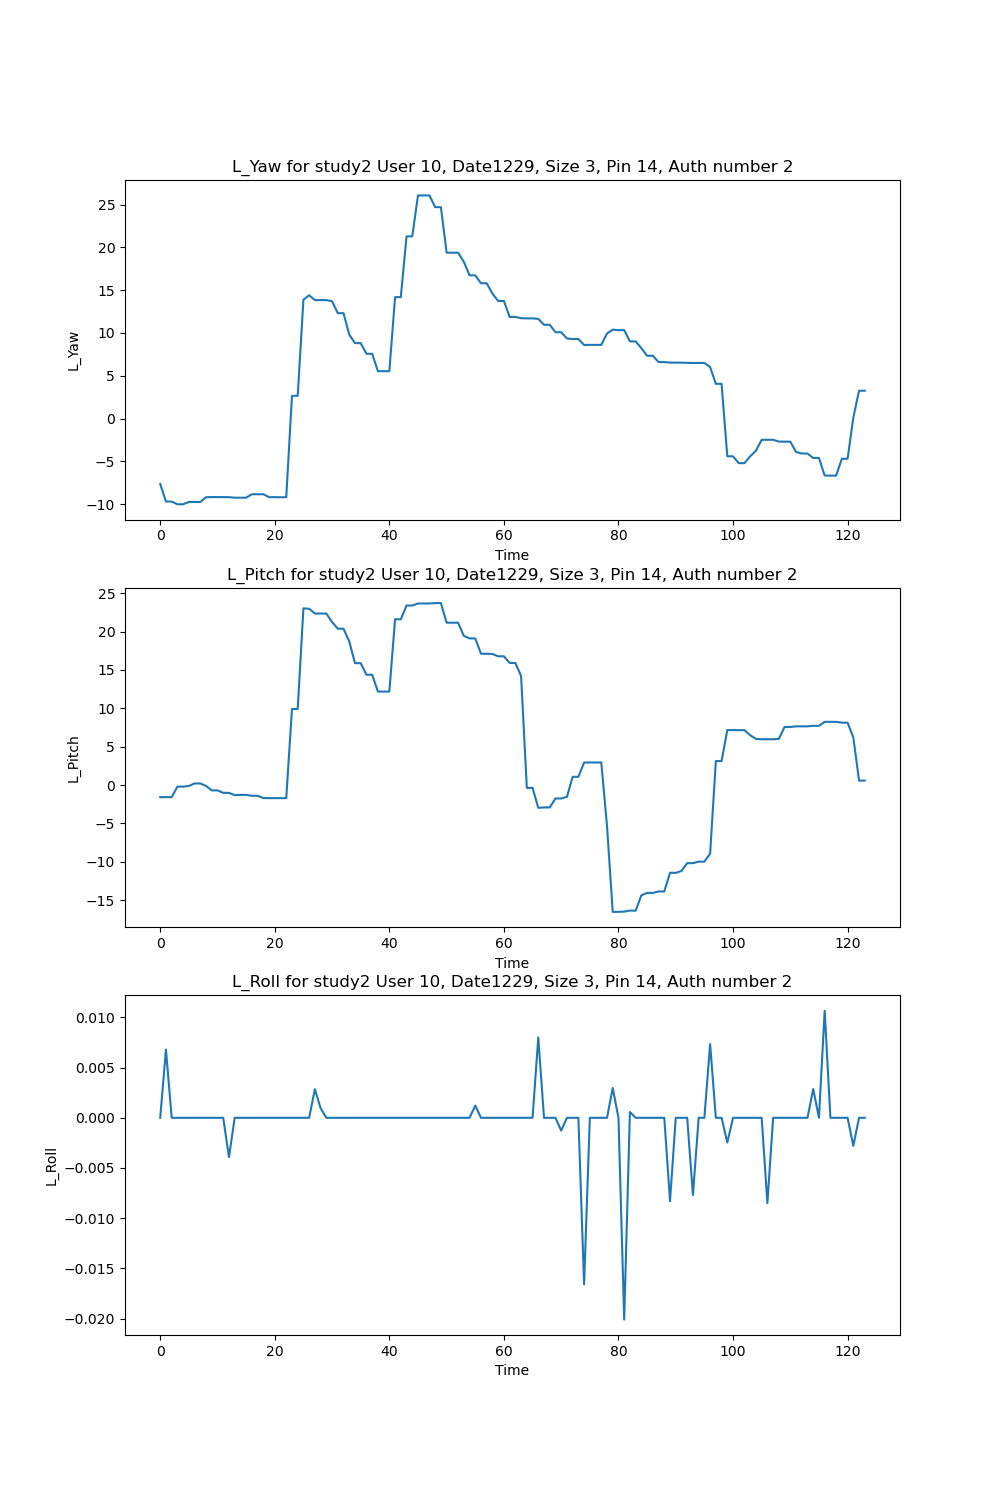 L_Yaw for study2 User 10, Date1229, Size 3, Pin 14, Auth number 2
25
20
15
10
5
0
−5
−10
L_Yaw
0 20 40 60 80 100 120
Time
L_Pitch for study2 User 10, Date1229, Size 3, Pin 14, Auth number 2
25
20
15
10
5
0
−5
−10
−15
L_Pitch
0 20 40 60 80 100 120
Time
L_Roll for study2 User 10, Date1229, Size 3, Pin 14, Auth number 2
0.010
0.005
0.000
−0.005
−0.010
−0.015
−0.020
L_Roll
0 20 40 60 80 100 120
Time